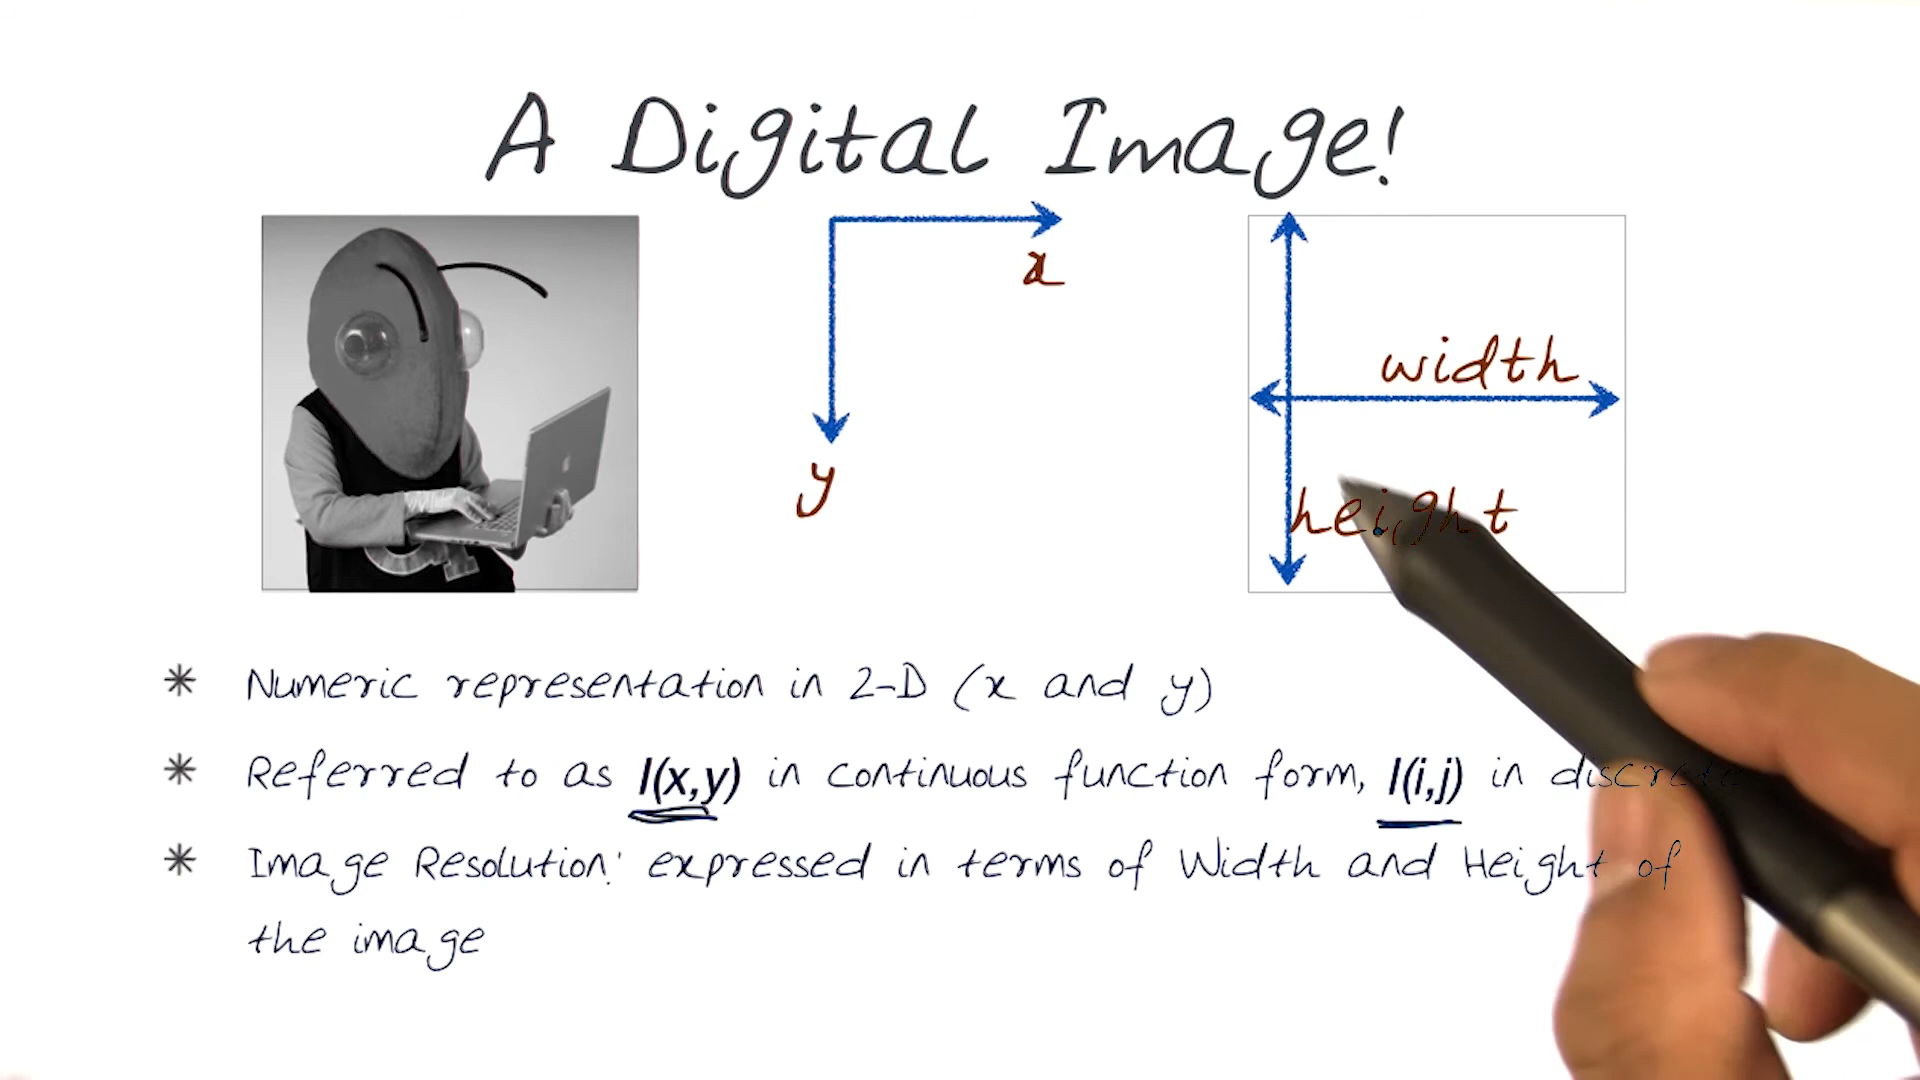 A Digital Image!
x
width
y
height
Numeric representation in 2-D (x and y)
Referred to as I(x,y) in continuous function form, I(i,j) in discrete
Image Resolution: expressed in terms of Width and Height of
the image